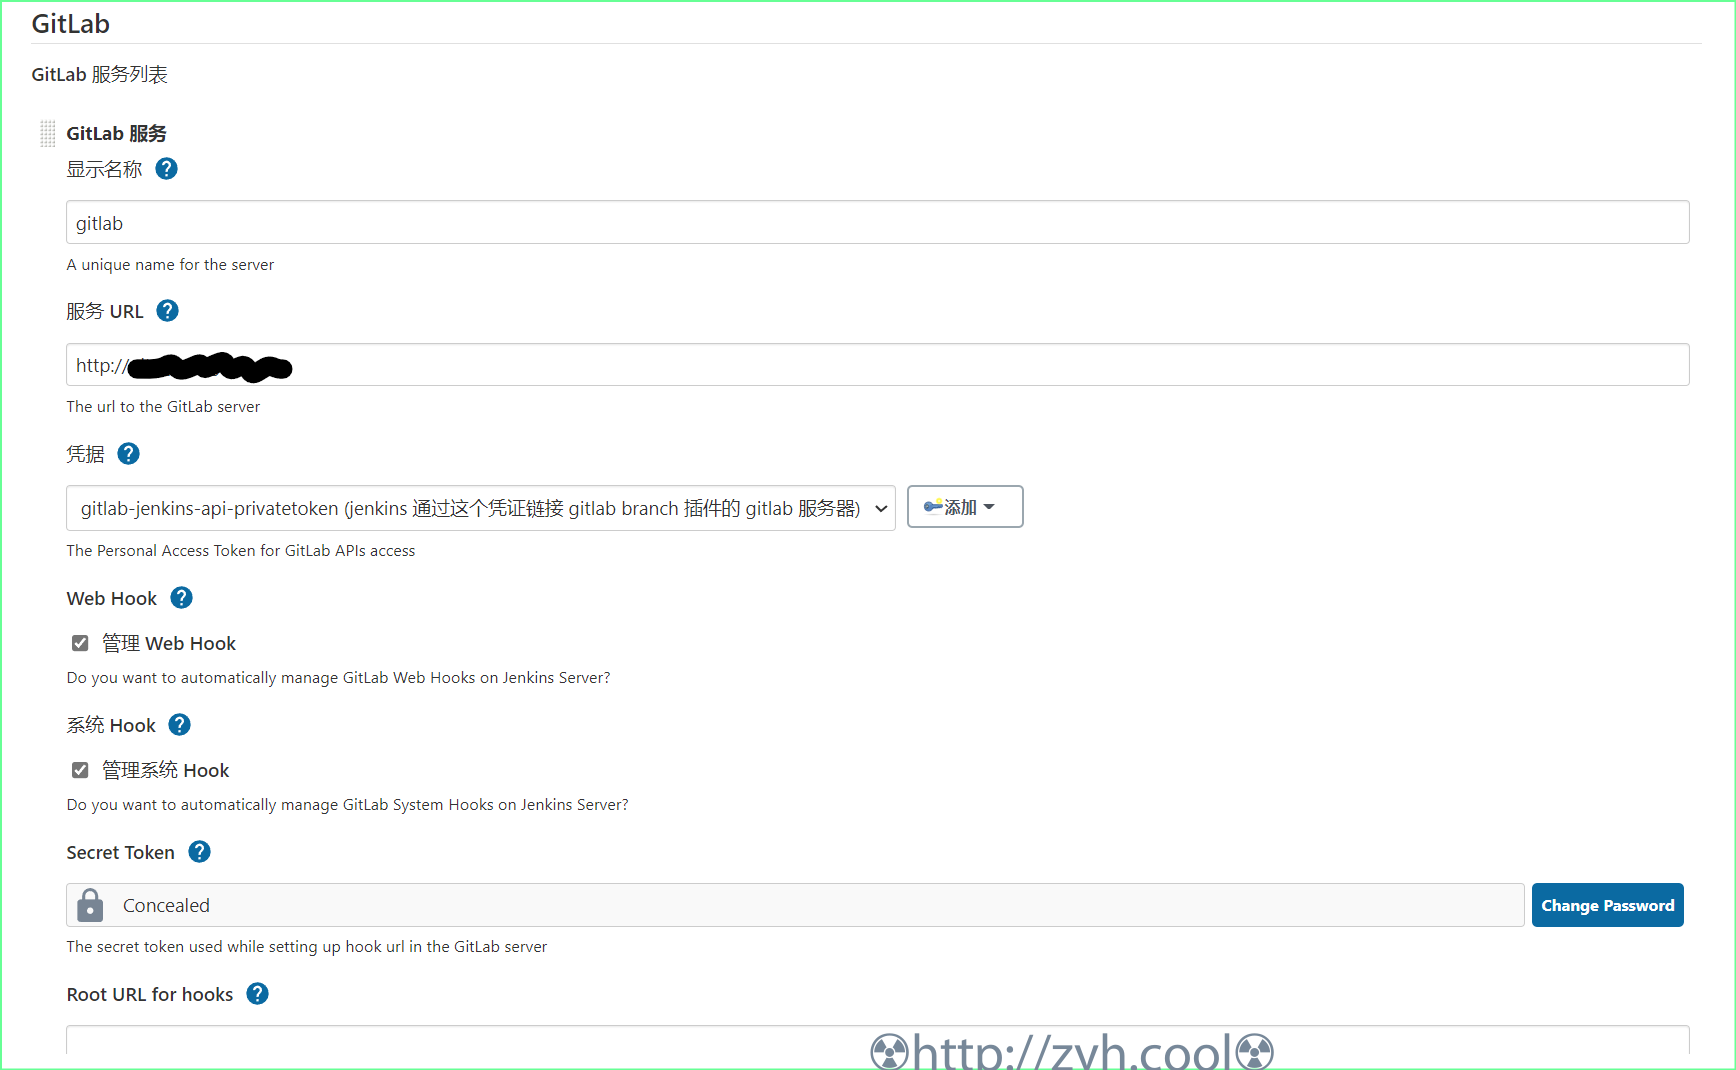 GitLab
GitLab 服务列表
GitLab 服务
显示名称 ?
gitlab
A unique name for the server
服务 URL ?
http://
The url to the GitLab server
凭据 ?
gitlab-jenkins-api-privatetoken (jenkins 通过这个凭证链接 gitlab branch 插件的 gitlab 服务器) 添加
The Personal Access Token for GitLab APIs access
Web Hook ?
管理 Web Hook
Do you want to automatically manage GitLab Web Hooks on Jenkins Server?
系统 Hook ?
管理系统 Hook
Do you want to automatically manage GitLab System Hooks on Jenkins Server?
Secret Token ?
Concealed Change Password
The secret token used while setting up hook url in the GitLab server
Root URL for hooks ?
☢http://zyh.cool☢